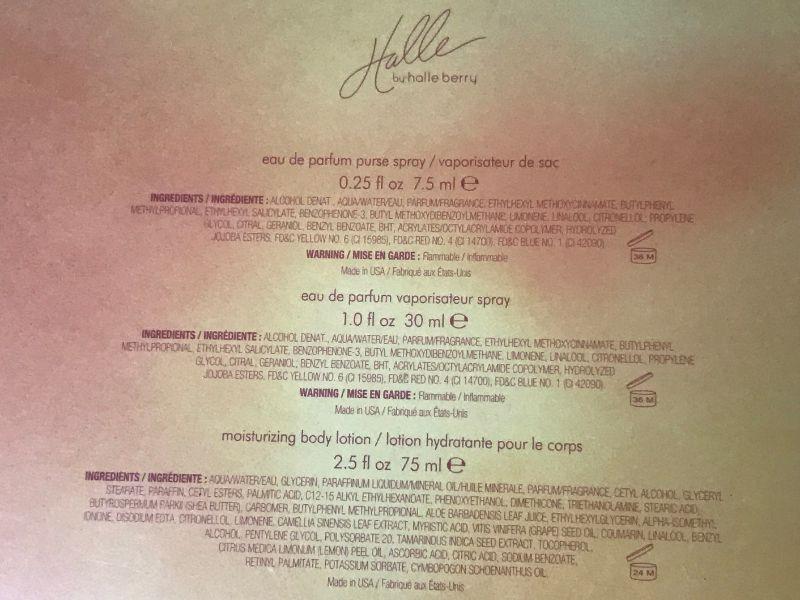 Halle
by halle berry
eau de parfum purse spray / vaporisateur de sac
0.25 fl oz 7.5 ml ℮
INGREDIENTS / INGRÉDIENTE : ALCOHOL DENAT., AQUA/WATER/EAU, PARFUM/FRAGRANCE, ETHYLHEXYL METHOXYCINNAMATE, BUTYLPHENYL
METHYLPROPIONAL, ETHYLHEXYL SALICYLATE, BENZOPHENONE-3, BUTYL METHOXYDIBENZOYLMETHANE, LIMONENE, LINALOOL, CITRONELLOL, PROPYLENE
GLYCOL, CITRAL, GERANIOL, BENZYL BENZOATE, BHT, ACRYLATES/OCTYLACRYLAMIDE COPOLYMER, HYDROLYZED
JOJOBA ESTERS, FD&C YELLOW NO. 6 (CI 15985), FD&C RED NO. 4 (CI 14700), FD&C BLUE NO. 1 (CI 42090).
36 M
WARNING / MISE EN GARDE : Flammable / Inflammable
Made in USA / Fabriqué aux États-Unis
eau de parfum vaporisateur spray
1.0 fl oz 30 ml ℮
INGREDIENTS / INGRÉDIENTE : ALCOHOL DENAT., AQUA/WATER/EAU, PARFUM/FRAGRANCE, ETHYLHEXYL METHOXYCINNAMATE, BUTYLPHENYL
METHYLPROPIONAL, ETHYLHEXYL SALICYLATE, BENZOPHENONE-3, BUTYL METHOXYDIBENZOYLMETHANE, LIMONENE, LINALOOL, CITRONELLOL, PROPYLENE
GLYCOL, CITRAL, GERANIOL, BENZYL BENZOATE, BHT, ACRYLATES/OCTYLACRYLAMIDE COPOLYMER, HYDROLYZED
JOJOBA ESTERS, FD&C YELLOW NO. 6 (CI 15985), FD&C RED NO. 4 (CI 14700), FD&C BLUE NO. 1 (CI 42090).
36 M
WARNING / MISE EN GARDE : Flammable / Inflammable
Made in USA / Fabriqué aux États-Unis
moisturizing body lotion / lotion hydratante pour le corps
2.5 fl oz 75 ml ℮
INGREDIENTS / INGRÉDIENTE : AQUA/WATER/EAU, GLYCERIN, PARAFFINUM LIQUIDUM/MINERAL OIL/HUILE MINERALE, PARFUM/FRAGRANCE, CETYL ALCOHOL, GLYCERYL
STEARATE, PARAFFIN, CETYL ESTERS, PALMITIC ACID, C12-15 ALKYL ETHYLHEXANOATE, PHENOXYETHANOL, DIMETHICONE, TRIETHANOLAMINE, STEARIC ACID,
BUTYROSPERMUM PARKII (SHEA BUTTER), CARBOMER, BUTYLPHENYL METHYLPROPIONAL, ALOE BARBADENSIS LEAF JUICE, ETHYLHEXYLGLYCERIN, ALPHA-ISOMETHYL
IONONE, DISODIUM EDTA, CITRONELLOL, LIMONENE, CAMELLIA SINENSIS LEAF EXTRACT, MYRISTIC ACID, VITIS VINIFERA (GRAPE) SEED OIL, COUMARIN, LINALOOL, BENZYL
ALCOHOL, PENTYLENE GLYCOL, POLYSORBATE 20, TAMARINDUS INDICA SEED EXTRACT, TOCOPHEROL,
CITRUS MEDICA LIMONUM (LEMON) PEEL OIL, ASCORBIC ACID, CITRIC ACID, SODIUM BENZOATE,
RETINYL PALMITATE, POTASSIUM SORBATE, CYMBOPOGON SCHOENANTHUS OIL.
24 M
Made in USA / Fabriqué aux États-Unis